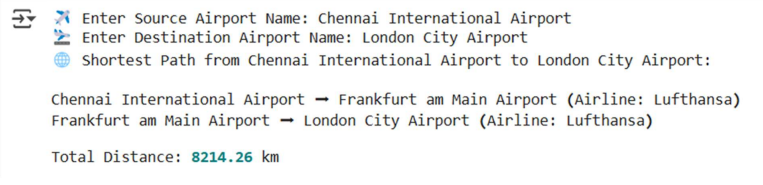 Enter Source Airport Name: Chennai International Airport
Enter Destination Airport Name: London City Airport
Shortest Path from Chennai International Airport to London City Airport:
Chennai International Airport → Frankfurt am Main Airport (Airline: Lufthansa)
Frankfurt am Main Airport → London City Airport (Airline: Lufthansa)
Total Distance: 8214.26 km